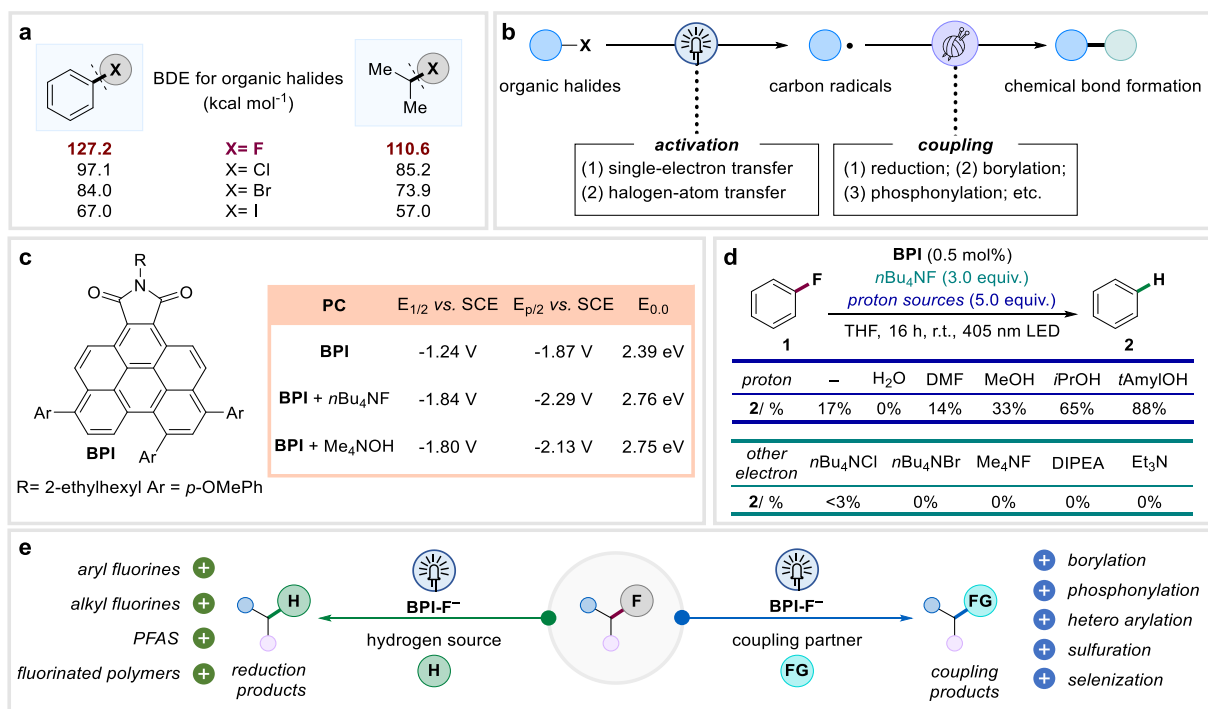 a
X
BDE for organic halides
(kcal mol-1)
Me
X
Me
127.2 X= F 110.6
97.1 X= Cl 85.2
84.0 X= Br 73.9
67.0 X= I 57.0
b
X
organic halides
carbon radicals
chemical bond formation
activation
(1) single-electron transfer
(2) halogen-atom transfer
coupling
(1) reduction; (2) borylation;
(3) phosphonylation; etc.
c
R
O N O
Ar
Ar
Ar
BPI
R= 2-ethylhexyl Ar = p-OMePh
PC E1/2 vs. SCE Ep/2 vs. SCE E0.0
BPI -1.24 V -1.87 V 2.39 eV
BPI + nBu4NF -1.84 V -2.29 V 2.76 eV
BPI + Me4NOH -1.80 V -2.13 V 2.75 eV
d
F
1
BPI (0.5 mol%)
nBu4NF (3.0 equiv.)
proton sources (5.0 equiv.)
THF, 16 h, r.t., 405 nm LED
H
2
proton – H2O DMF MeOH iPrOH tAmylOH
2/ % 17% 0% 14% 33% 65% 88%
other
electron nBu4NCl nBu4NBr Me4NF DIPEA Et3N
2/ % <3% 0% 0% 0% 0%
e
aryl fluorines +
alkyl fluorines +
PFAS +
fluorinated polymers +
H
reduction
products
BPI-F–
hydrogen source
H
F
BPI-F–
coupling partner
FG
FG
coupling
products
+ borylation
+ phosphonylation
+ hetero arylation
+ sulfuration
+ selenization